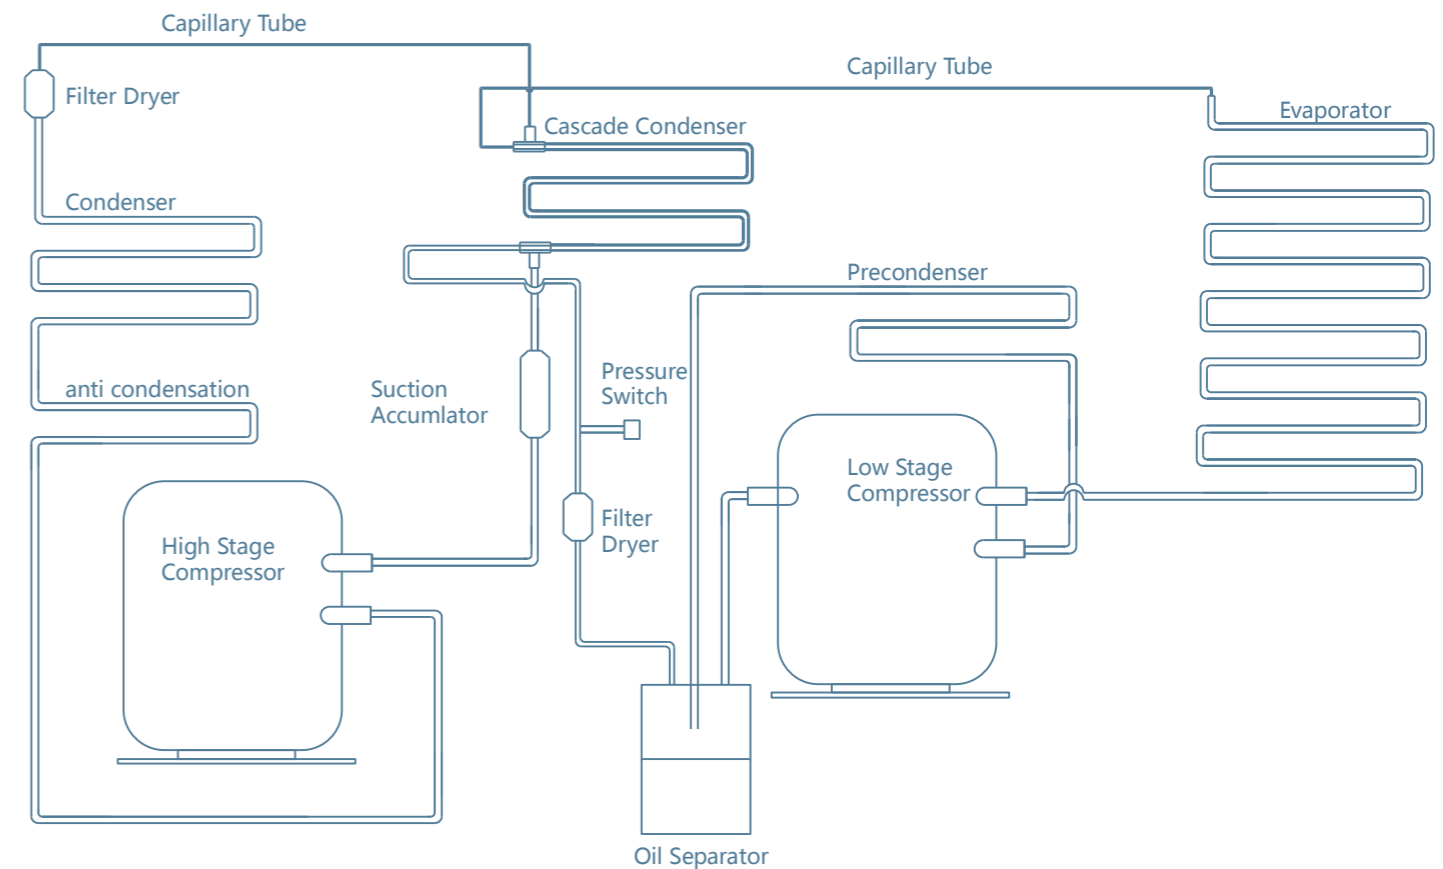 Capillary Tube
Capillary Tube
Filter Dryer
Evaporator
Cascade Condenser
Condenser
Precondenser
anti condensation
Suction
Accumlator
Pressure
Switch
Low Stage
Compressor
Filter
Dryer
High Stage
Compressor
Oil Separator